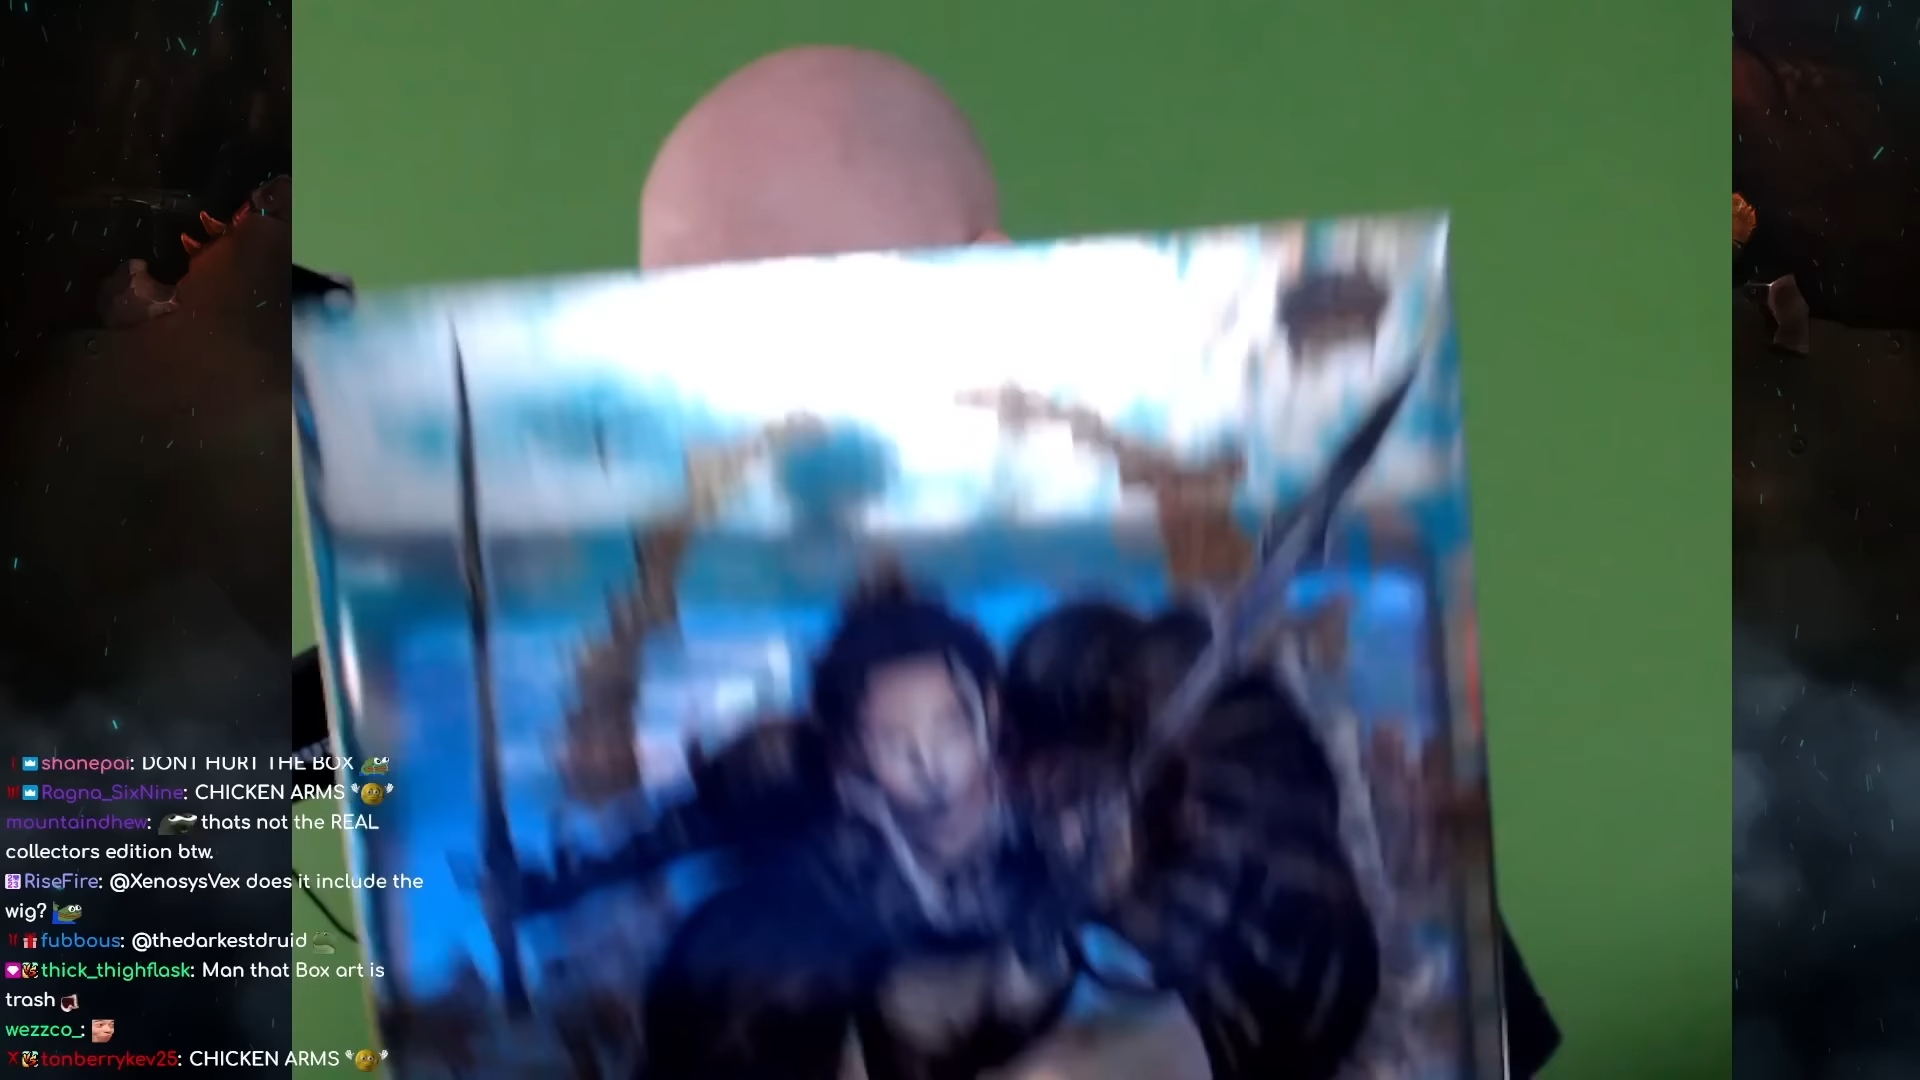 shanepai: DONT HURT THE BOX
Ragna_SixNine: CHICKEN ARMS
mountaindhew: thats not the REAL
collectors edition btw.
RiseFire: @XenosysVex does it include the
wig?
fubbous: @thedarkestdruid
thick_thighflask: Man that Box art is
trash
wezzco_:
tonberrykev25: CHICKEN ARMS